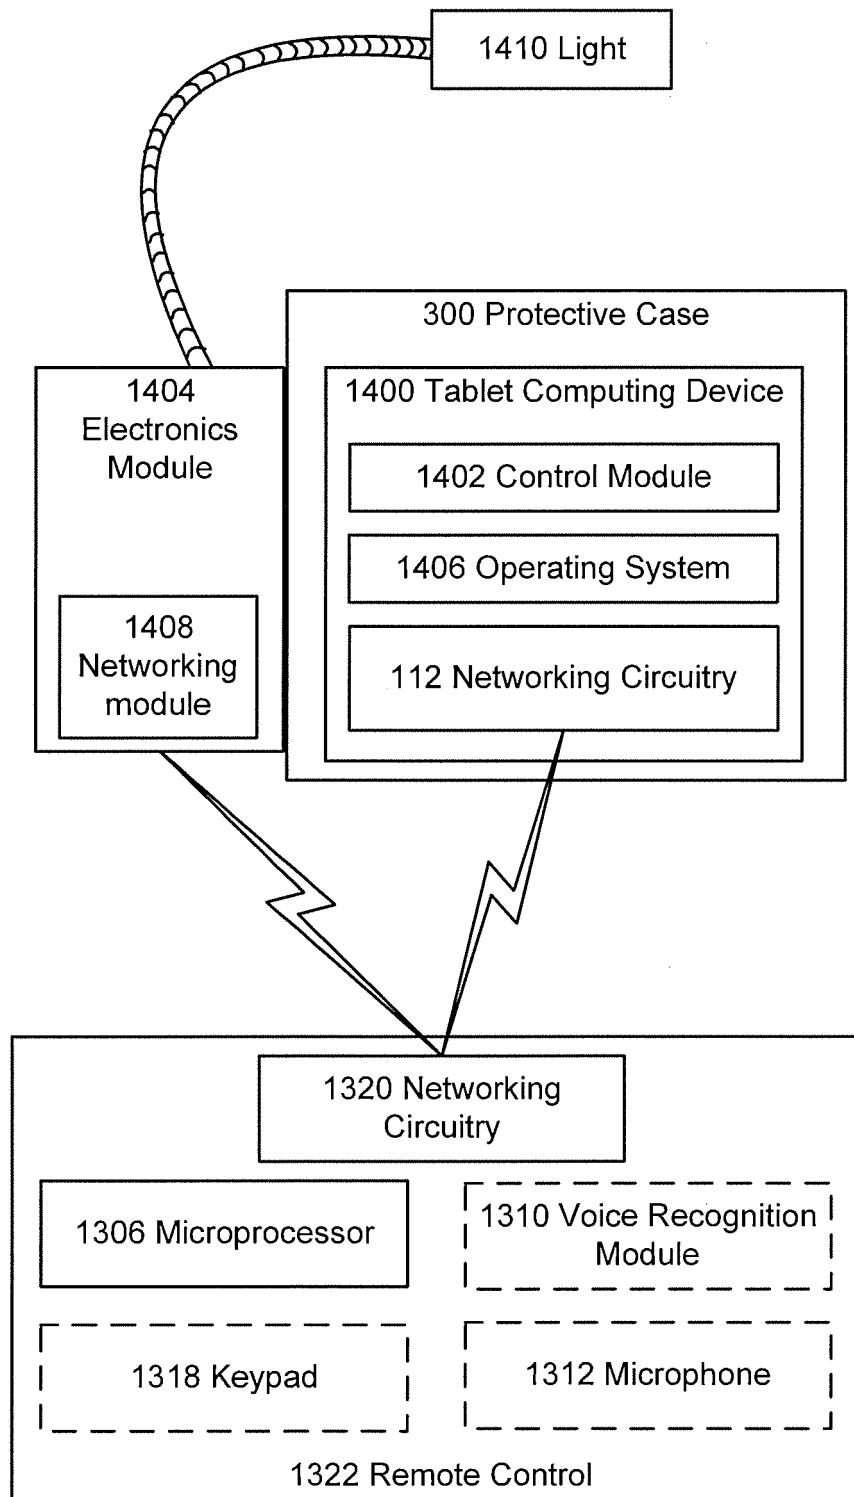 1410 Light
300 Protective Case
1404
Electronics
Module
1400 Tablet Computing Device
1402 Control Module
1406 Operating System
1408
Networking
module
112 Networking Circuitry
1320 Networking
Circuitry
1306 Microprocessor
1310 Voice Recognition
Module
1318 Keypad
1312 Microphone
1322 Remote Control